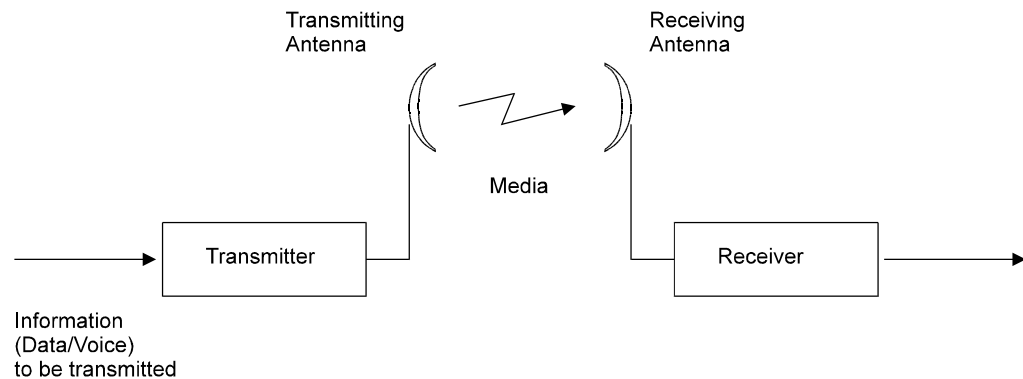 Transmitting
Antenna
Receiving
Antenna
Media
Transmitter
Receiver
Information
(Data/Voice)
to be transmitted